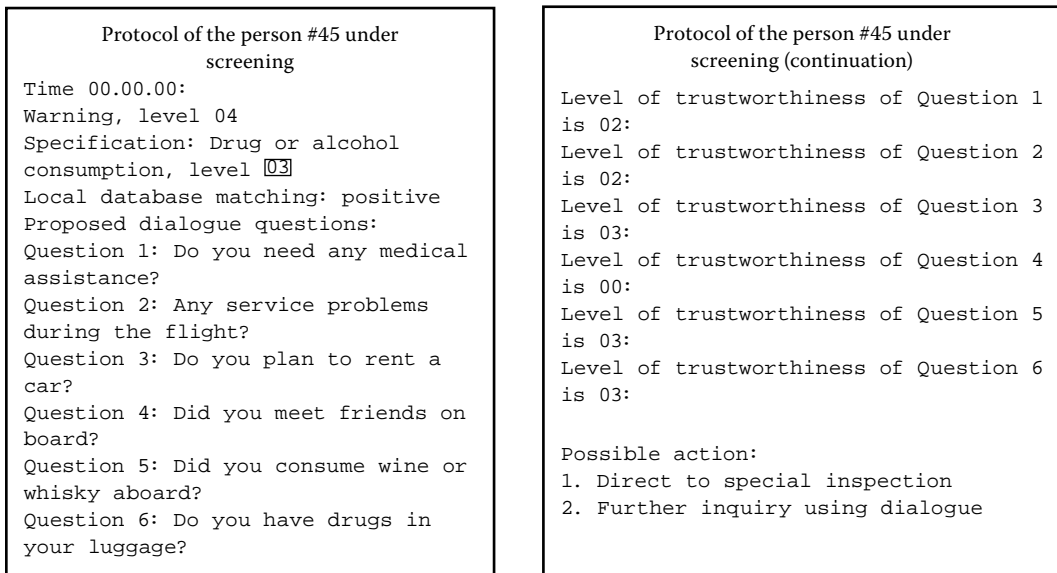 Protocol of the person #45 under
screening
Time 00.00.00:
Warning, level 04
Specification: Drug or alcohol
consumption, level 03
Local database matching: positive
Proposed dialogue questions:
Question 1: Do you need any medical
assistance?
Question 2: Any service problems
during the flight?
Question 3: Do you plan to rent a
car?
Question 4: Did you meet friends on
board?
Question 5: Did you consume wine or
whisky aboard?
Question 6: Do you have drugs in
your luggage?
Protocol of the person #45 under
screening (continuation)
Level of trustworthiness of Question 1
is 02:
Level of trustworthiness of Question 2
is 02:
Level of trustworthiness of Question 3
is 03:
Level of trustworthiness of Question 4
is 00:
Level of trustworthiness of Question 5
is 03:
Level of trustworthiness of Question 6
is 03:
Possible action:
1. Direct to special inspection
2. Further inquiry using dialogue